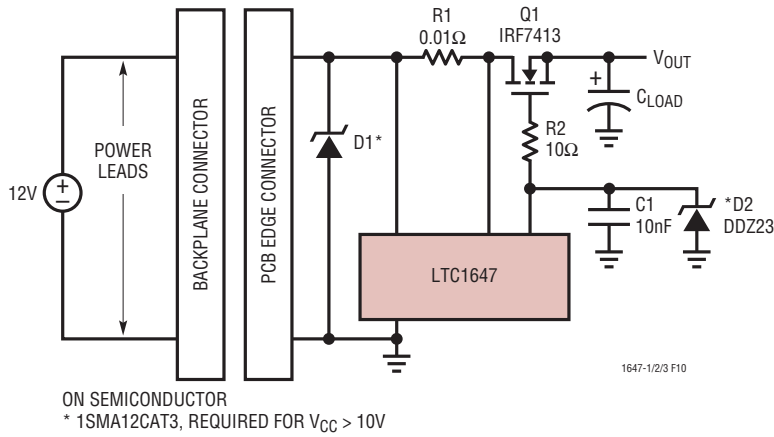 R1
0.01Ω
Q1
IRF7413
VOUT
+
CLOAD
BACKPLANE CONNECTOR
PCB EDGE CONNECTOR
D1*
R2
10Ω
POWER
LEADS
12V
+
–
C1
10nF
*D2
DDZ23
LTC1647
1647-1/2/3 F10
ON SEMICONDUCTOR
* 1SMA12CAT3, REQUIRED FOR VCC > 10V